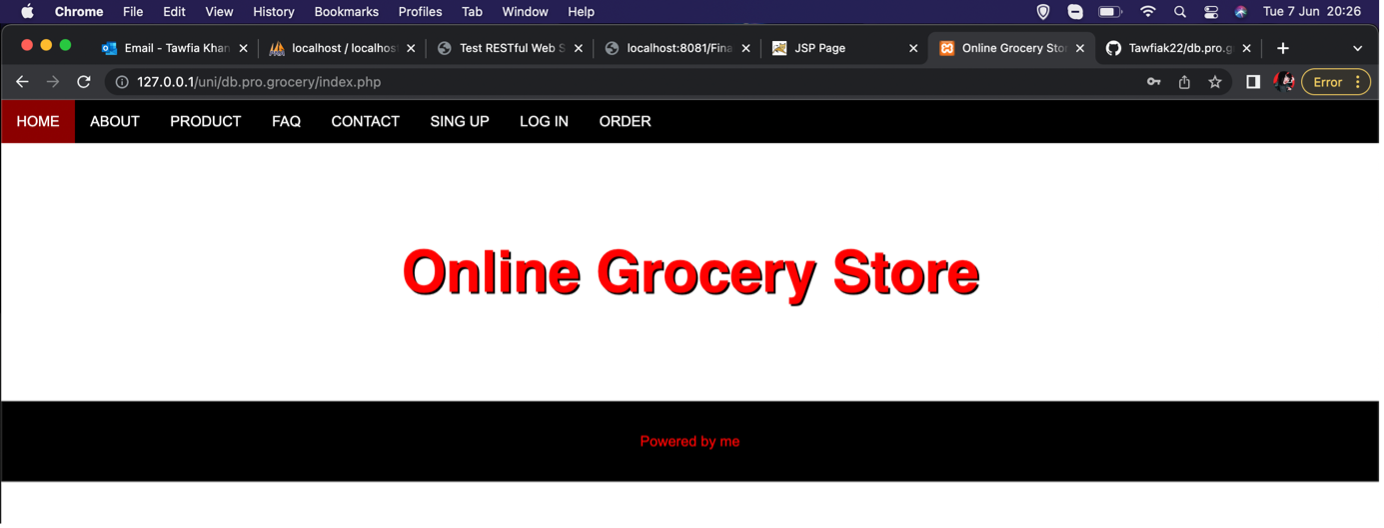 Chrome File Edit View History Bookmarks Profiles Tab Window Help Tue 7 Jun 20:26
Email - Tawfia Khan localhost / localhost Test RESTful Web S localhost:8081/Fina JSP Page Online Grocery Stor Tawfiak22/db.pro.g
127.0.0.1/uni/db.pro.grocery/index.php Error
HOME ABOUT PRODUCT FAQ CONTACT SING UP LOG IN ORDER
Online Grocery Store
Powered by me